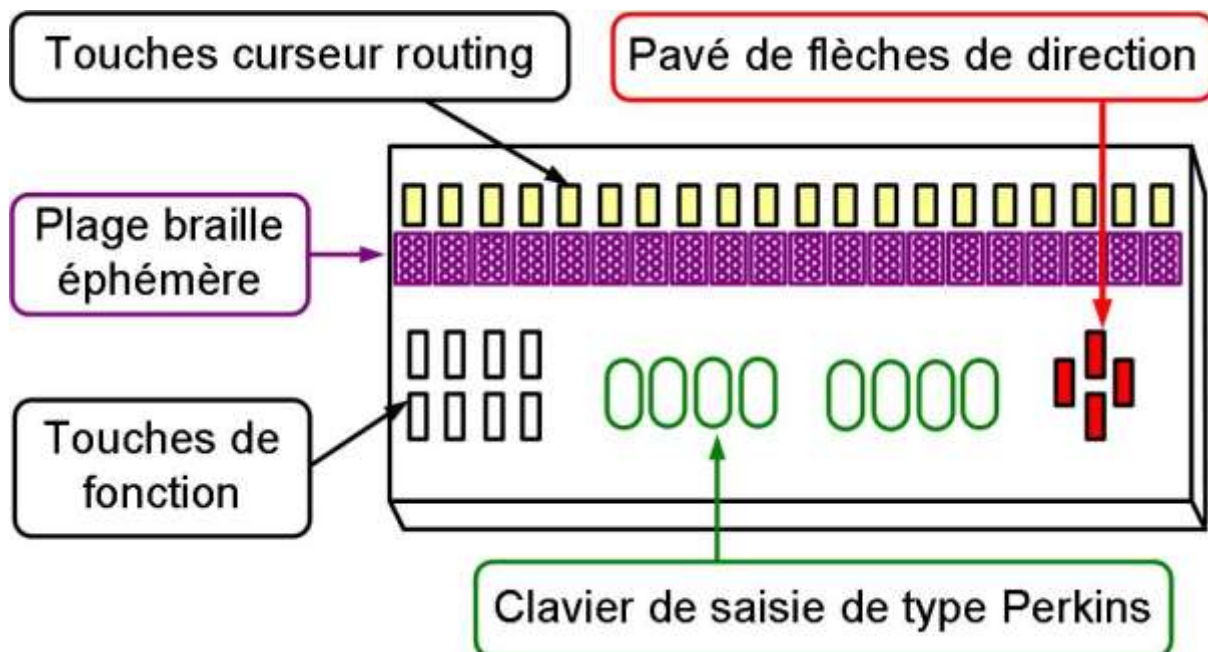 Touches curseur routing
Pavé de flèches de direction
Plage braille
éphémère
Touches de
fonction
Clavier de saisie de type Perkins